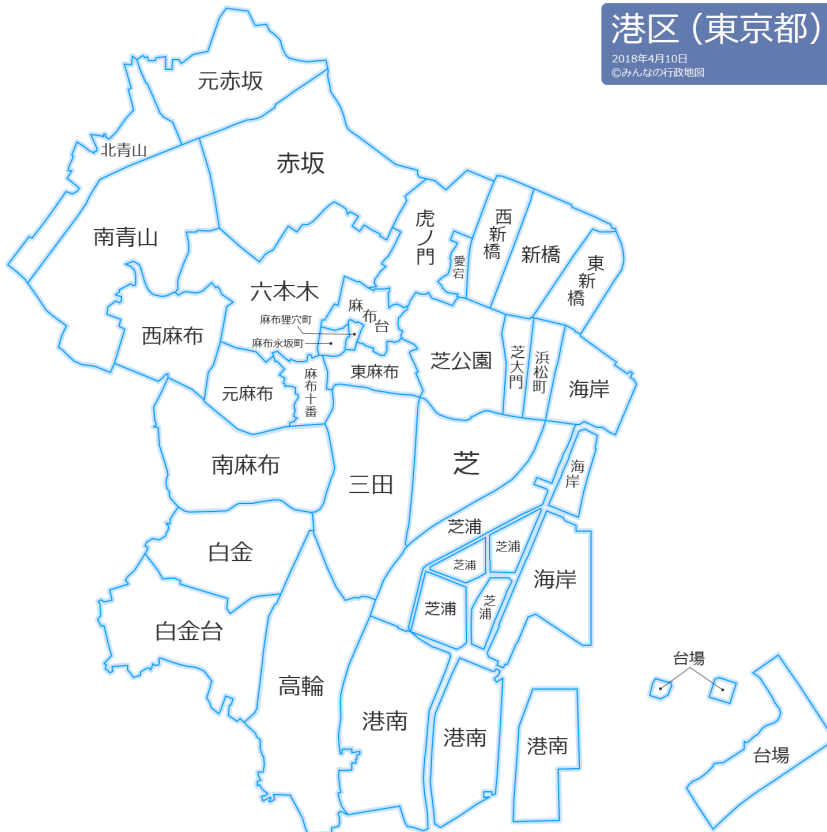 港区（東京都）
2018年4月10日
©みんなの行政地図
元赤坂
北青山
赤坂
南青山
虎ノ門
愛宕
西新橋
新橋
東新橋
六本木
麻布台
麻布狸穴町
麻布永坂町
西麻布
元麻布
麻布十番
東麻布
芝公園
芝大門
浜松町
海岸
南麻布
三田
芝
海岸
白金
芝浦
芝浦
芝浦
海岸
芝浦
芝浦
白金台
高輪
港南
港南
港南
台場
台場